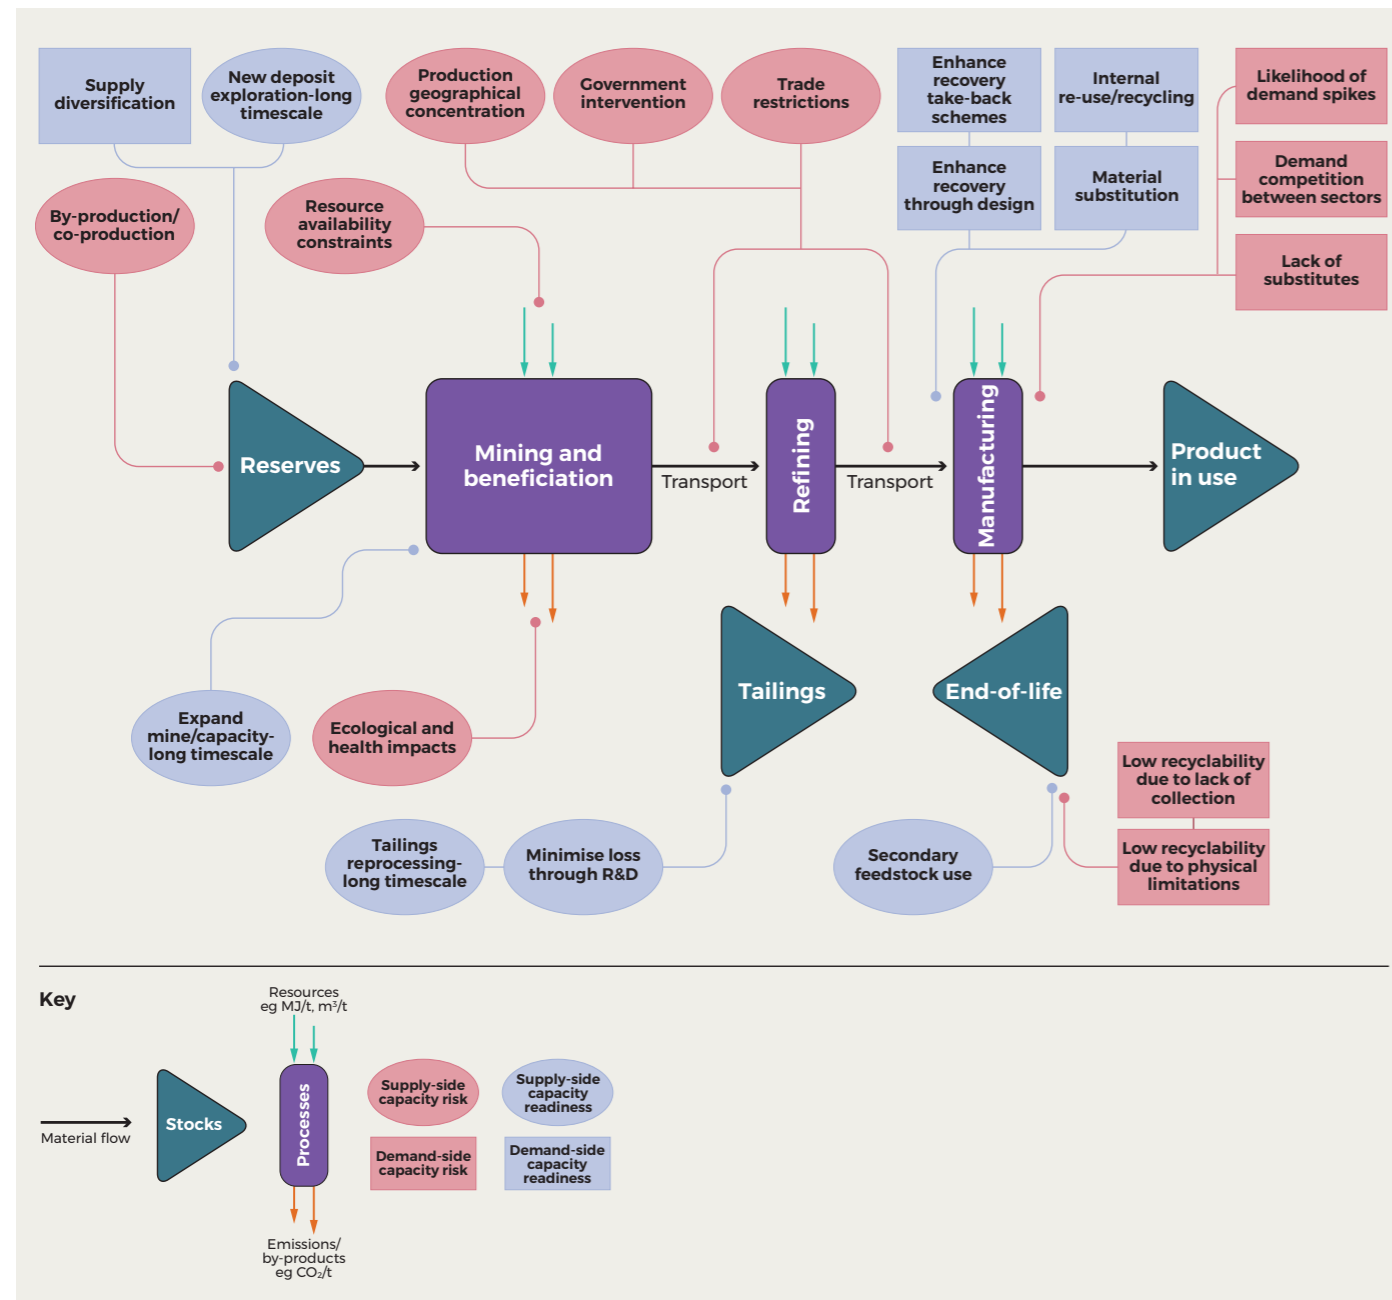 Supply
diversification
New deposit
exploration-long
timescale
Production
geographical
concentration
Government
intervention
Trade
restrictions
Enhance
recovery
take-back
schemes
Internal
re-use/recycling
Likelihood of
demand spikes
Enhance
recovery
through design
Material
substitution
Demand
competition
between sectors
By-production/
co-production
Resource
availability
constraints
Lack of
substitutes
Reserves
Mining and
beneficiation
Transport
Refining
Transport
Manufacturing
Product
in use
Tailings
End-of-life
Expand
mine/capacity-
long timescale
Ecological and
health impacts
Low recyclability
due to lack of
collection
Tailings
reprocessing-
long timescale
Minimise loss
through R&D
Secondary
feedstock use
Low recyclability
due to physical
limitations
Key
Resources
eg MJ/t, m³/t
Material flow
Stocks
Processes
Supply-side
capacity risk
Supply-side
capacity
readiness
Demand-side
capacity risk
Demand-side
capacity
readiness
Emissions/
by-products
eg CO₂/t